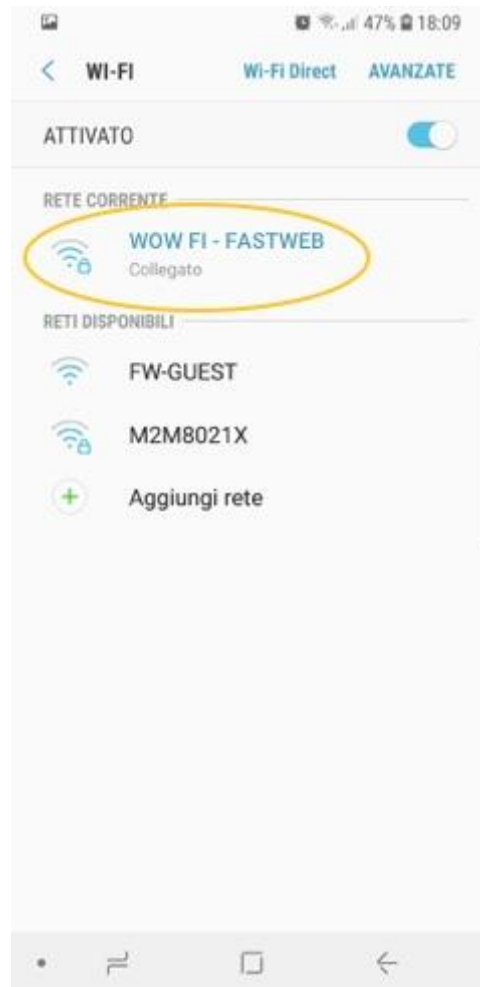 47% 18:09
WI-FI Wi-Fi Direct AVANZATE
ATTIVATO
RETE CORRENTE
WOW FI - FASTWEB
Collegato
RETI DISPONIBILI
FW-GUEST
M2M8021X
Aggiungi rete